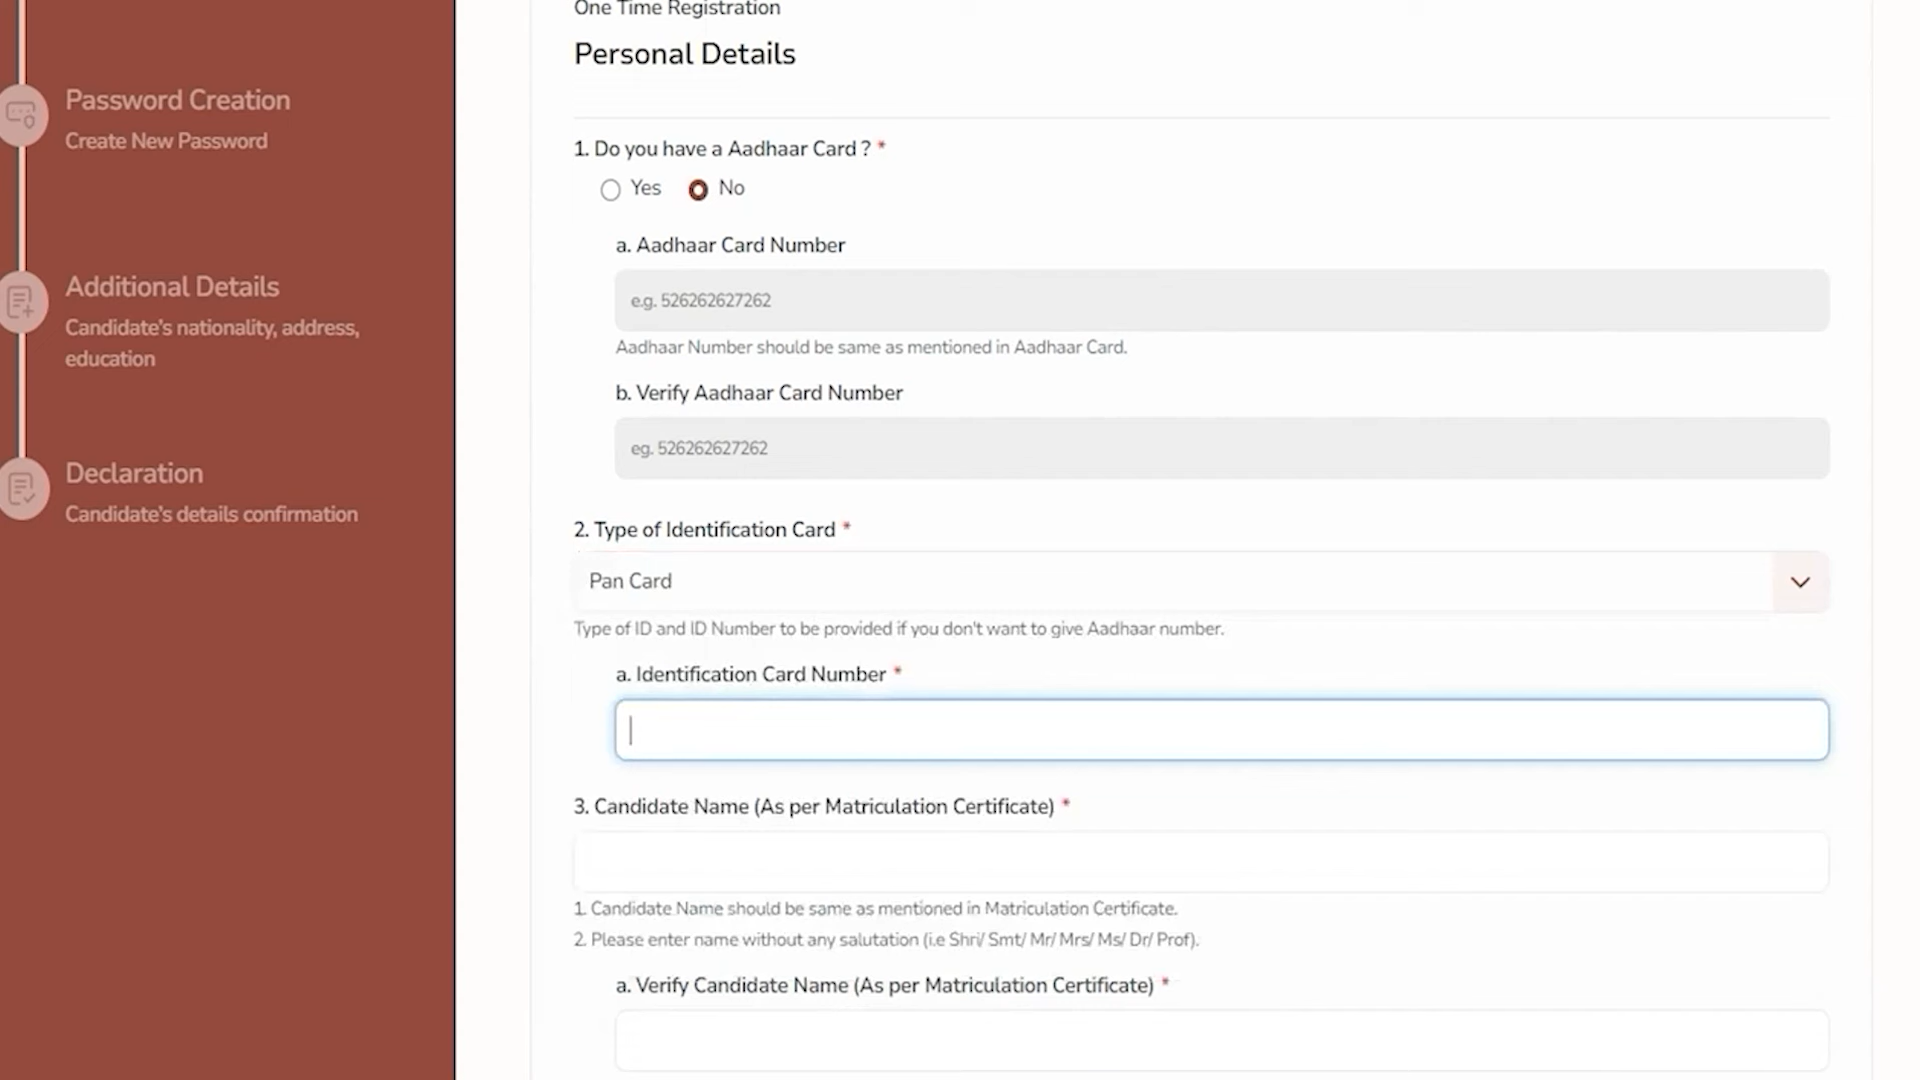 Password Creation
Create New Password
Additional Details
Candidate's nationality, address,
education
Declaration
Candidate's details confirmation
One Time Registration
Personal Details
1. Do you have a Aadhaar Card ? *
Yes No
a. Aadhaar Card Number
e.g. 526262627262
Aadhaar Number should be same as mentioned in Aadhaar Card.
b. Verify Aadhaar Card Number
eg. 526262627262
2. Type of Identification Card *
Pan Card
Type of ID and ID Number to be provided if you don't want to give Aadhaar number.
a. Identification Card Number *
3. Candidate Name (As per Matriculation Certificate) *
1. Candidate Name should be same as mentioned in Matriculation Certificate.
2. Please enter name without any salutation (i.e Shri/ Smt/ Mr/ Mrs/ Ms/ Dr/ Prof).
a. Verify Candidate Name (As per Matriculation Certificate) *